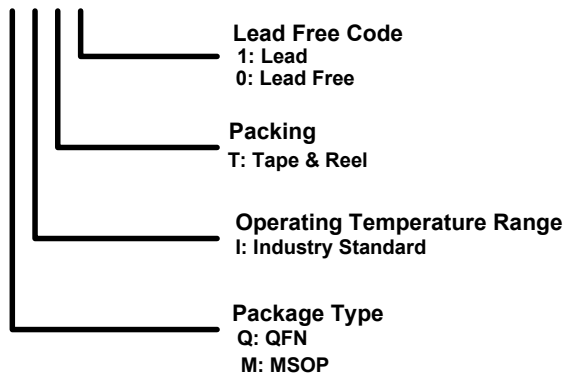 Lead Free Code
1: Lead
0: Lead Free
Packing
T: Tape & Reel
Operating Temperature Range
I: Industry Standard
Package Type
Q: QFN
M: MSOP